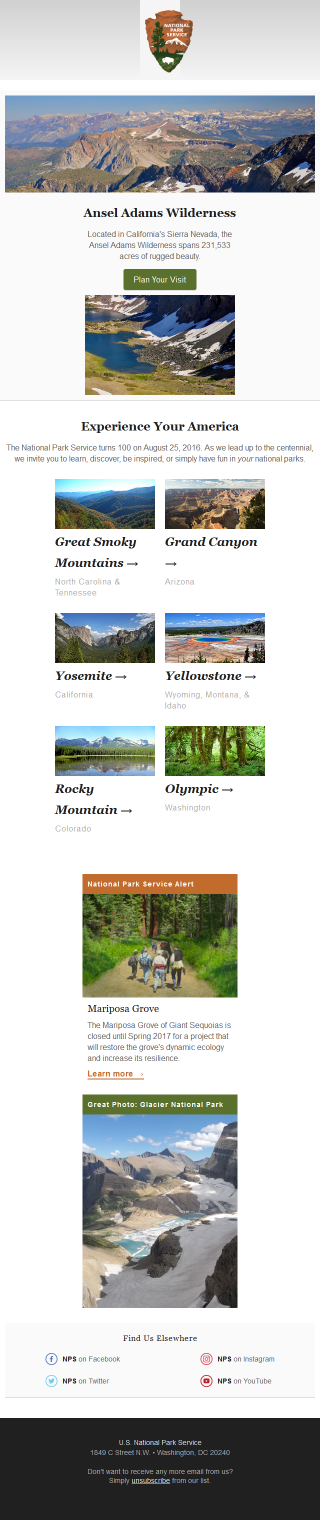 NATIONAL
PARK
SERVICE
Ansel Adams Wilderness
Located in California's Sierra Nevada, the
Ansel Adams Wilderness spans 231,533
acres of rugged beauty.
Plan Your Visit
Experience Your America
The National Park Service turns 100 on August 25, 2016. As we lead up to the centennial,
we invite you to learn, discover, be inspired, or simply have fun in your national parks.
Great Smoky
Mountains →
North Carolina &
Tennessee
Grand Canyon
→
Arizona
Yosemite →
California
Yellowstone →
Wyoming, Montana, &
Idaho
Rocky
Mountain →
Colorado
Olympic →
Washington
National Park Service Alert
Mariposa Grove
The Mariposa Grove of Giant Sequoias is
closed until Spring 2017 for a project that
will restore the grove's dynamic ecology
and increase its resilience.
Learn more →
Great Photo: Glacier National Park
Find Us Elsewhere
NPS on Facebook
NPS on Instagram
NPS on Twitter
NPS on YouTube
U.S. National Park Service
1849 C Street N.W. • Washington, DC 20240
Don't want to receive any more email from us?
Simply unsubscribe from our list.